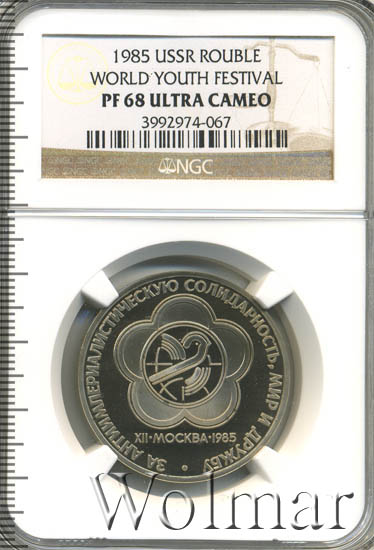 1985 USSR ROUBLE
WORLD YOUTH FESTIVAL
PF 68 ULTRA CAMEO
3992974-067
NGC
ЗА АНТИИМПЕРИАЛИСТИЧЕСКУЮ СОЛИДАРНОСТЬ, МИР И ДРУЖБУ
XII·МОСКВА·1985
Wolmar